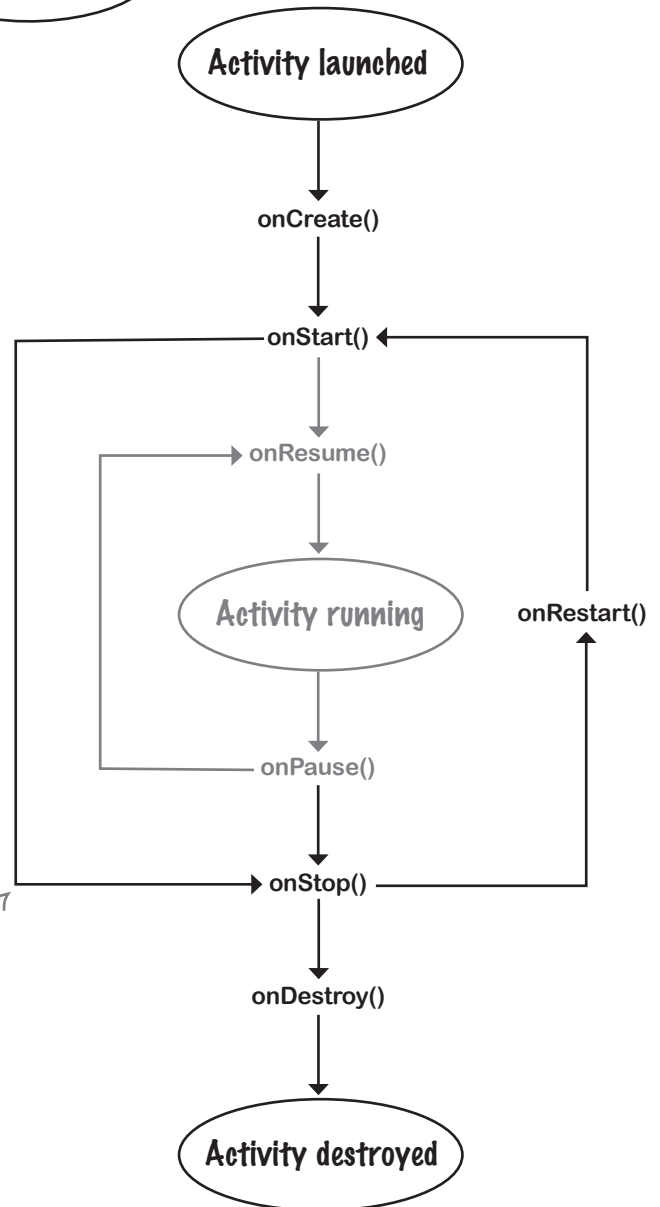 Activity launched
onCreate()
onStart()
onResume()
Activity running
onRestart()
onPause()
onStop()
onDestroy()
Activity destroyed